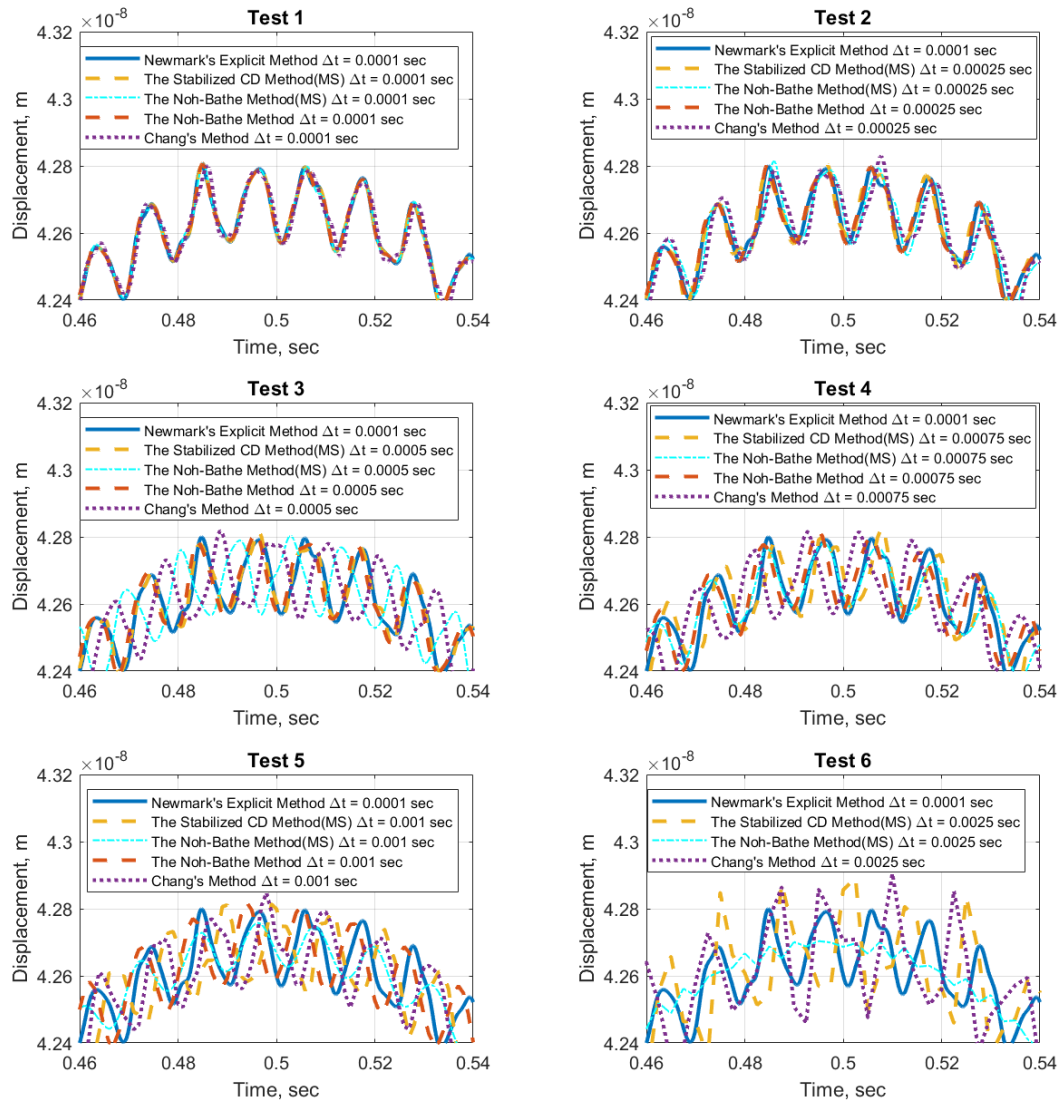 Test 1
×10-8
4.32
4.3
4.28
4.26
4.24
Displacement, m
Newmark's Explicit Method Δt = 0.0001 sec
The Stabilized CD Method(MS) Δt = 0.0001 sec
The Noh-Bathe Method(MS) Δt = 0.0001 sec
The Noh-Bathe Method Δt = 0.0001 sec
Chang's Method Δt = 0.0001 sec
0.46 0.48 0.5 0.52 0.54
Time, sec
Test 2
×10-8
4.32
4.3
4.28
4.26
4.24
Displacement, m
Newmark's Explicit Method Δt = 0.0001 sec
The Stabilized CD Method(MS) Δt = 0.00025 sec
The Noh-Bathe Method(MS) Δt = 0.00025 sec
The Noh-Bathe Method Δt = 0.00025 sec
Chang's Method Δt = 0.00025 sec
0.46 0.48 0.5 0.52 0.54
Time, sec
Test 3
×10-8
4.32
4.3
4.28
4.26
4.24
Displacement, m
Newmark's Explicit Method Δt = 0.0001 sec
The Stabilized CD Method(MS) Δt = 0.0005 sec
The Noh-Bathe Method(MS) Δt = 0.0005 sec
The Noh-Bathe Method Δt = 0.0005 sec
Chang's Method Δt = 0.0005 sec
0.46 0.48 0.5 0.52 0.54
Time, sec
Test 4
×10-8
4.32
4.3
4.28
4.26
4.24
Displacement, m
Newmark's Explicit Method Δt = 0.0001 sec
The Stabilized CD Method(MS) Δt = 0.00075 sec
The Noh-Bathe Method(MS) Δt = 0.00075 sec
The Noh-Bathe Method Δt = 0.00075 sec
Chang's Method Δt = 0.00075 sec
0.46 0.48 0.5 0.52 0.54
Time, sec
Test 5
×10-8
4.32
4.3
4.28
4.26
4.24
Displacement, m
Newmark's Explicit Method Δt = 0.0001 sec
The Stabilized CD Method(MS) Δt = 0.001 sec
The Noh-Bathe Method(MS) Δt = 0.001 sec
The Noh-Bathe Method Δt = 0.001 sec
Chang's Method Δt = 0.001 sec
0.46 0.48 0.5 0.52 0.54
Time, sec
Test 6
×10-8
4.32
4.3
4.28
4.26
4.24
Displacement, m
Newmark's Explicit Method Δt = 0.0001 sec
The Stabilized CD Method(MS) Δt = 0.0025 sec
The Noh-Bathe Method(MS) Δt = 0.0025 sec
Chang's Method Δt = 0.0025 sec
0.46 0.48 0.5 0.52 0.54
Time, sec